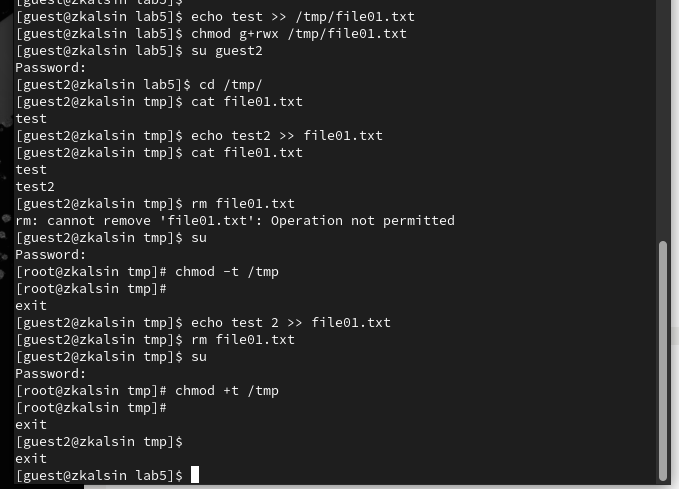 [guest@zkalsin lab5]$
[guest@zkalsin lab5]$ echo test >> /tmp/file01.txt
[guest@zkalsin lab5]$ chmod g+rwx /tmp/file01.txt
[guest@zkalsin lab5]$ su guest2
Password:
[guest2@zkalsin lab5]$ cd /tmp/
[guest2@zkalsin tmp]$ cat file01.txt
test
[guest2@zkalsin tmp]$ echo test2 >> file01.txt
[guest2@zkalsin tmp]$ cat file01.txt
test
test2
[guest2@zkalsin tmp]$ rm file01.txt
rm: cannot remove 'file01.txt': Operation not permitted
[guest2@zkalsin tmp]$ su
Password:
[root@zkalsin tmp]# chmod -t /tmp
[root@zkalsin tmp]#
exit
[guest2@zkalsin tmp]$ echo test 2 >> file01.txt
[guest2@zkalsin tmp]$ rm file01.txt
[guest2@zkalsin tmp]$ su
Password:
[root@zkalsin tmp]# chmod +t /tmp
[root@zkalsin tmp]#
exit
[guest2@zkalsin tmp]$
exit
[guest@zkalsin lab5]$